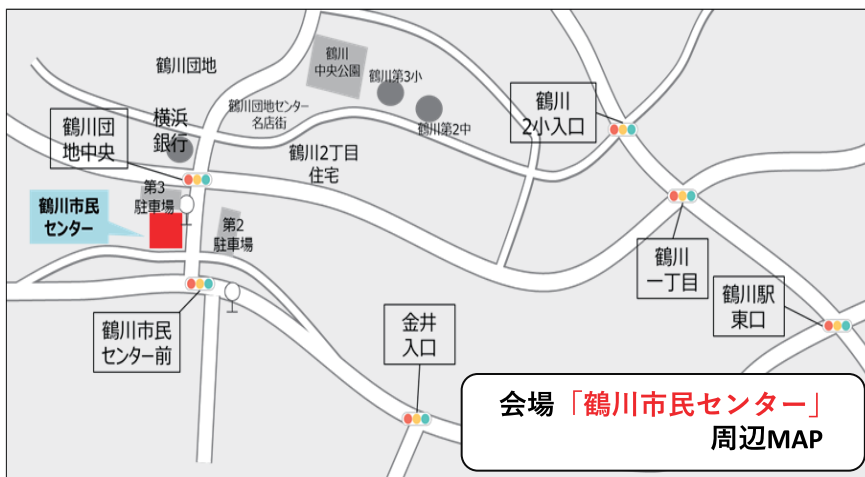 鶴川団地
鶴川
中央公園
鶴川第3小
鶴川第2中
鶴川団地センター
名店街
鶴川団
地中央
横浜
銀行
鶴川2丁目
住宅
鶴川
2小入口
第3
駐車場
鶴川市民
センター
第2
駐車場
鶴川
一丁目
鶴川駅
東口
鶴川市民
センター前
金井
入口
会場「鶴川市民センター」
周辺MAP